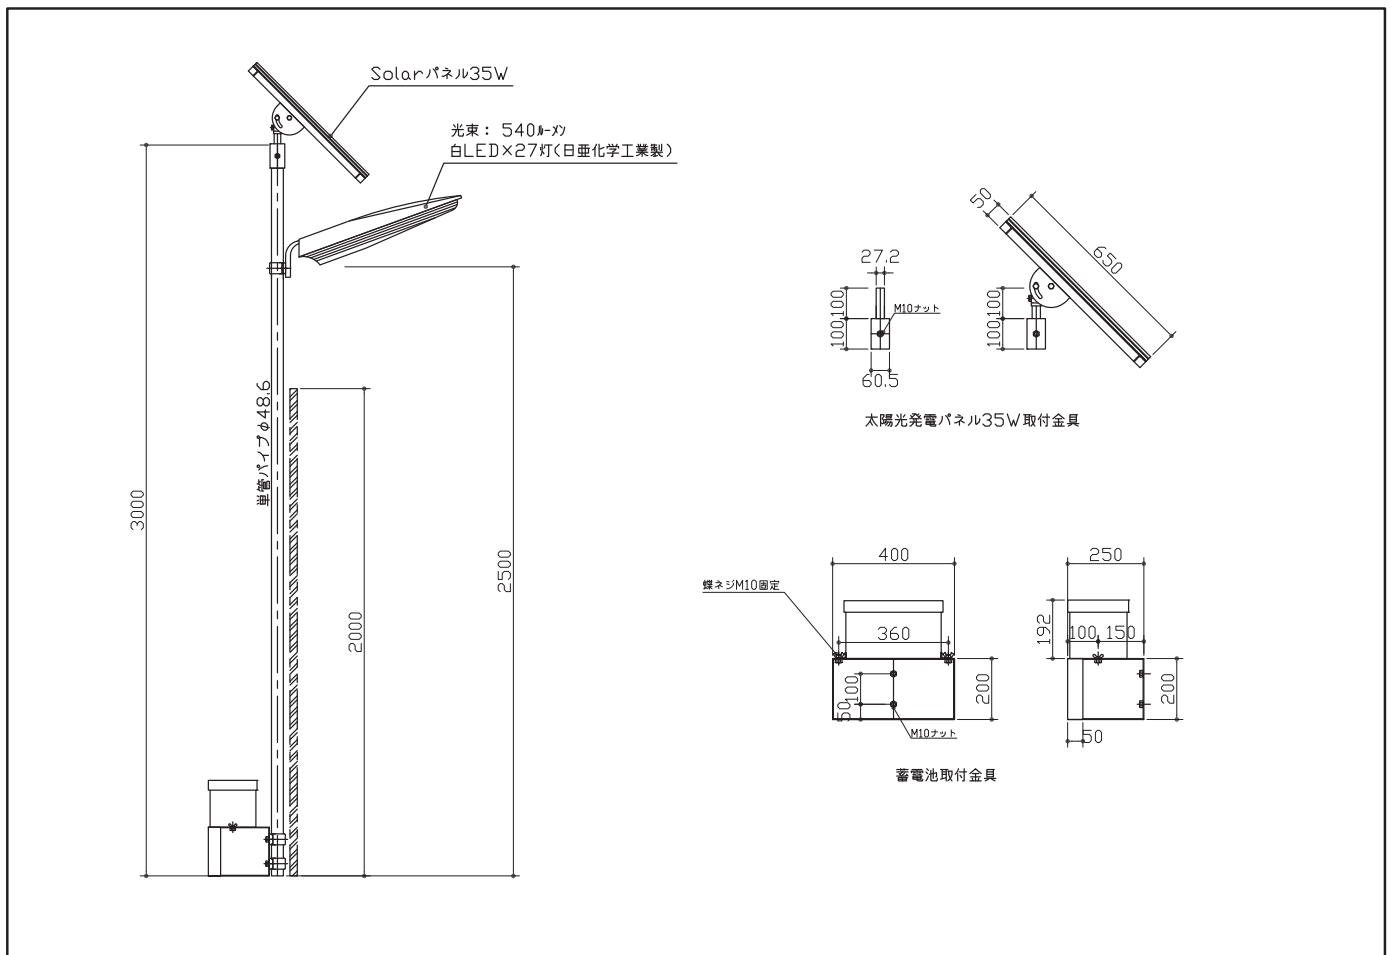 Solarパネル35W
光束： 540ルーメン
白LED×27灯(日亜化学工業製)
単管パイプφ48.6
3000
2500
2000
27.2
100
100
M10ナット
60.5
50
650
100
100
太陽光発電パネル35W取付金具
400
蝶ネジM10固定
360
100
50
200
M10ナット
250
192
100
150
200
50
蓄電池取付金具